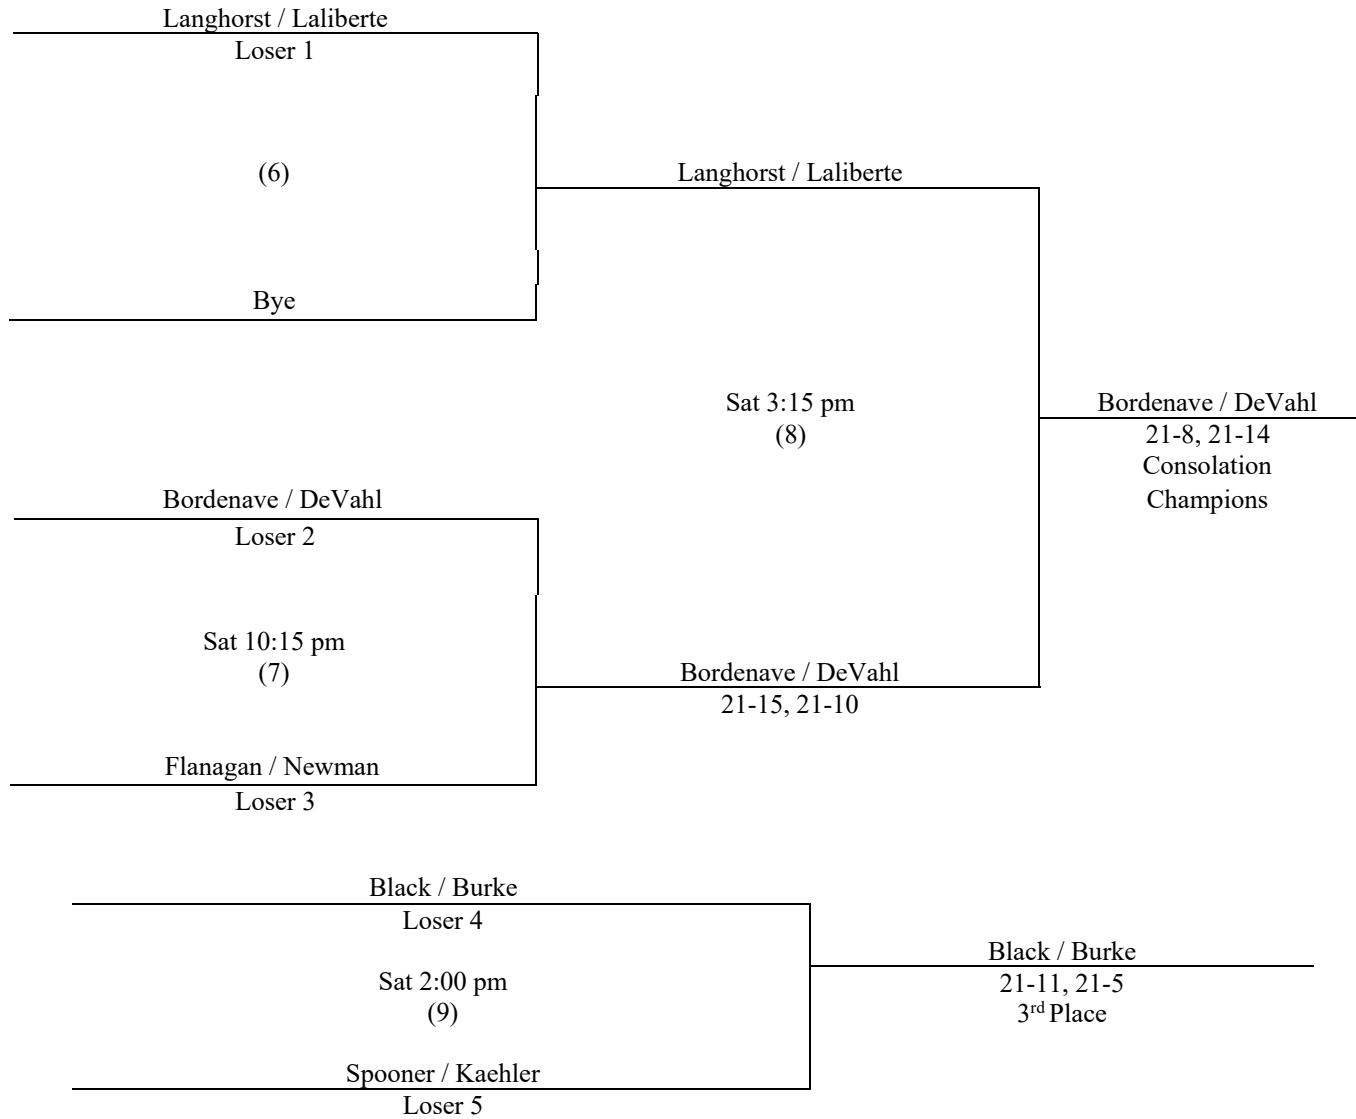 Langhorst / Laliberte
Loser 1
(6)
Bye
Langhorst / Laliberte
Sat 3:15 pm
(8)
Bordenave / DeVahl
21-8, 21-14
Consolation
Champions
Bordenave / DeVahl
Loser 2
Sat 10:15 pm
(7)
Flanagan / Newman
Loser 3
Bordenave / DeVahl
21-15, 21-10
Black / Burke
Loser 4
Sat 2:00 pm
(9)
Spooner / Kaehler
Loser 5
Black / Burke
21-11, 21-5
3rd Place